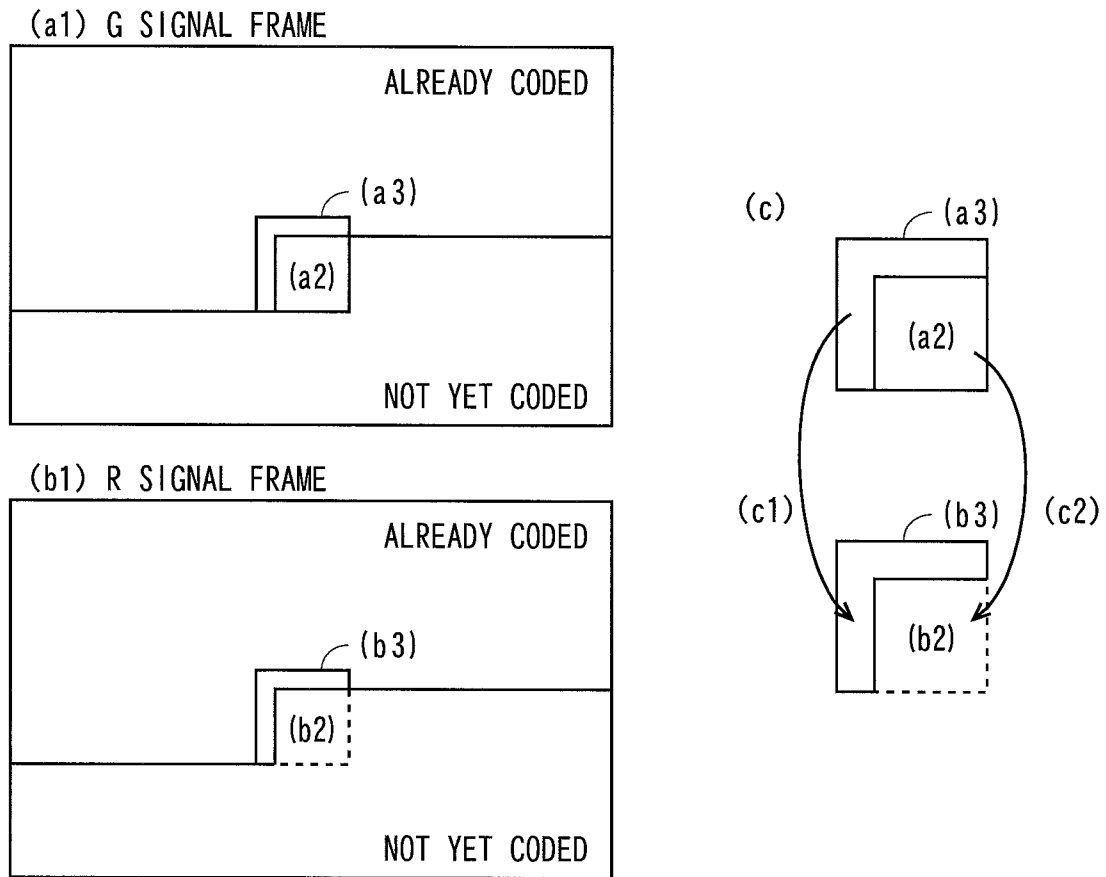 (a1) G SIGNAL FRAME
ALREADY CODED
(a3)
(a2)
NOT YET CODED
(b1) R SIGNAL FRAME
ALREADY CODED
(b3)
(b2)
NOT YET CODED
(c)
(a3)
(a2)
(c1)
(b3)
(c2)
(b2)